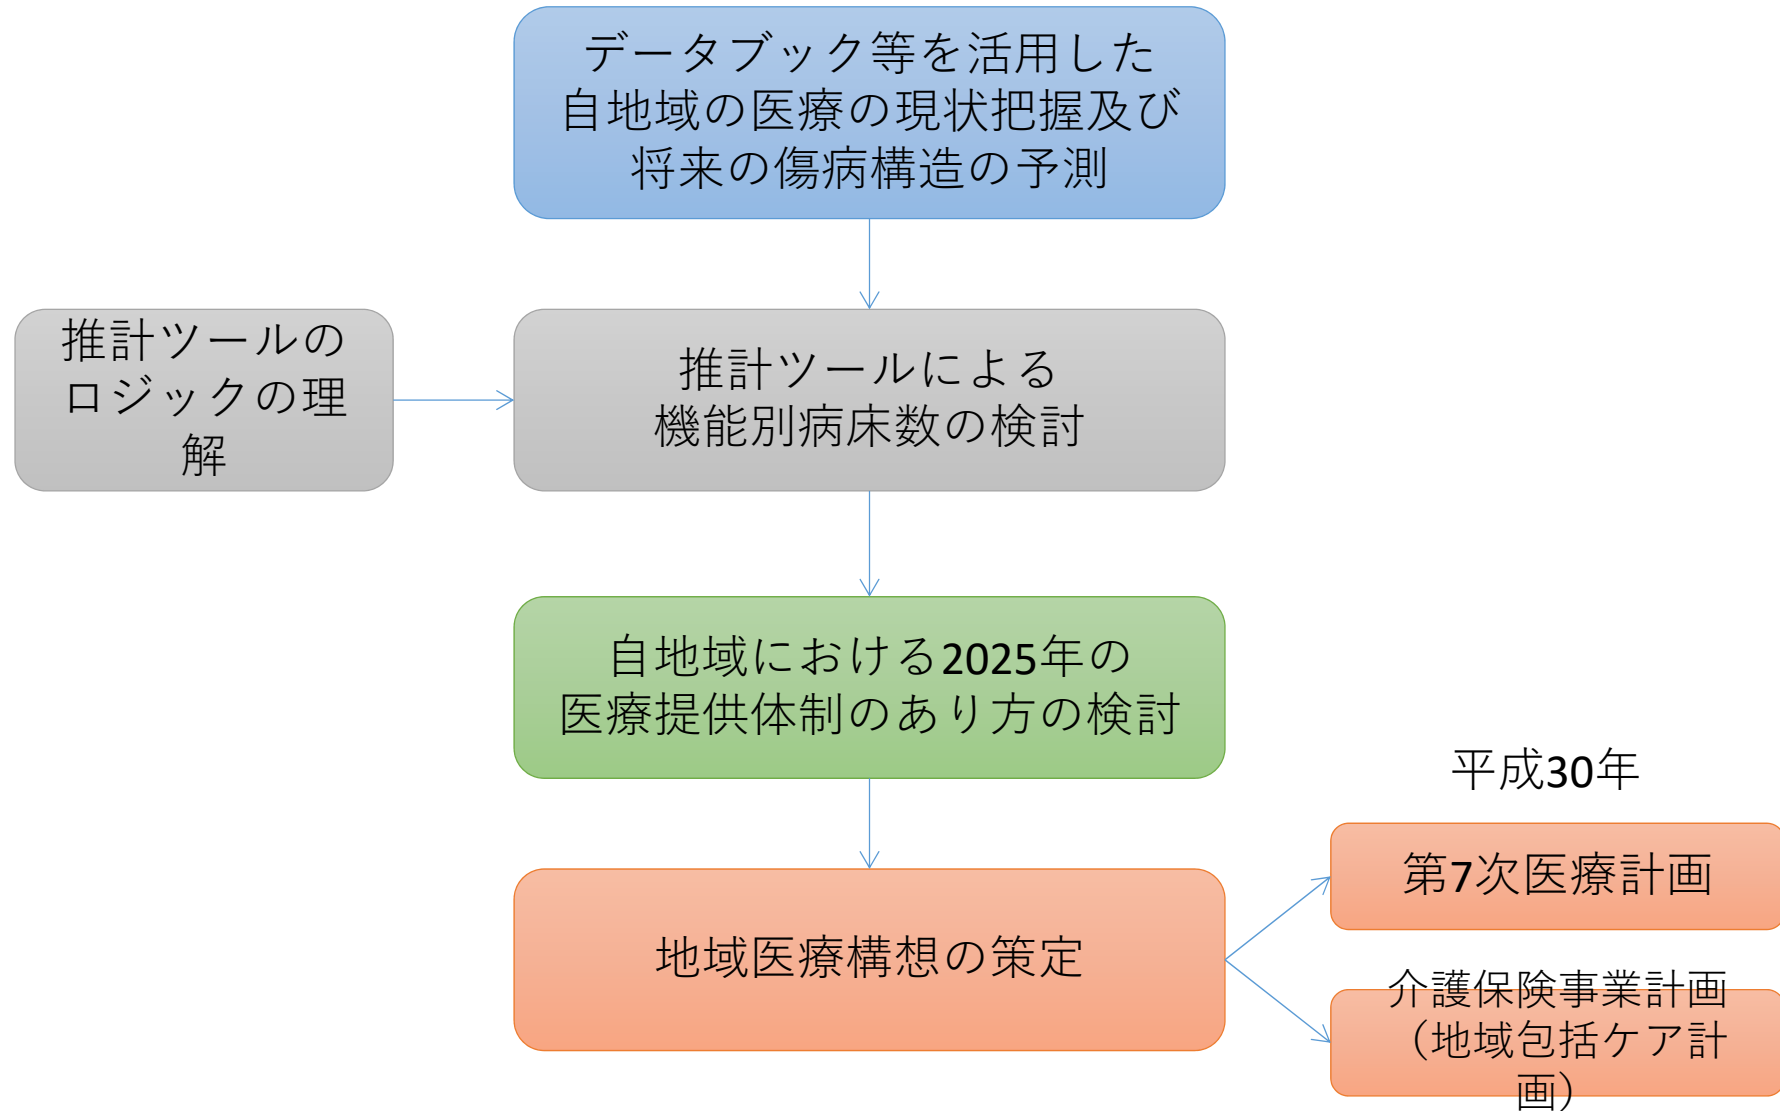 データブック等を活用した
自地域の医療の現状把握及び
将来の傷病構造の予測
推計ツールの
ロジックの理
解
推計ツールによる
機能別病床数の検討
自地域における2025年の
医療提供体制のあり方の検討
平成30年
第7次医療計画
地域医療構想の策定
介護保険事業計画
（地域包括ケア計
画）